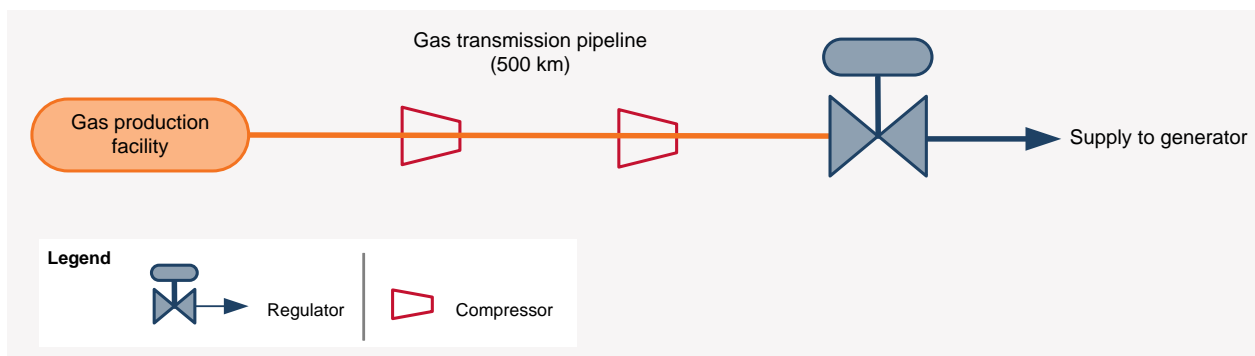 Gas transmission pipeline
(500 km)
Gas production
facility
Supply to generator
Legend
Regulator
Compressor